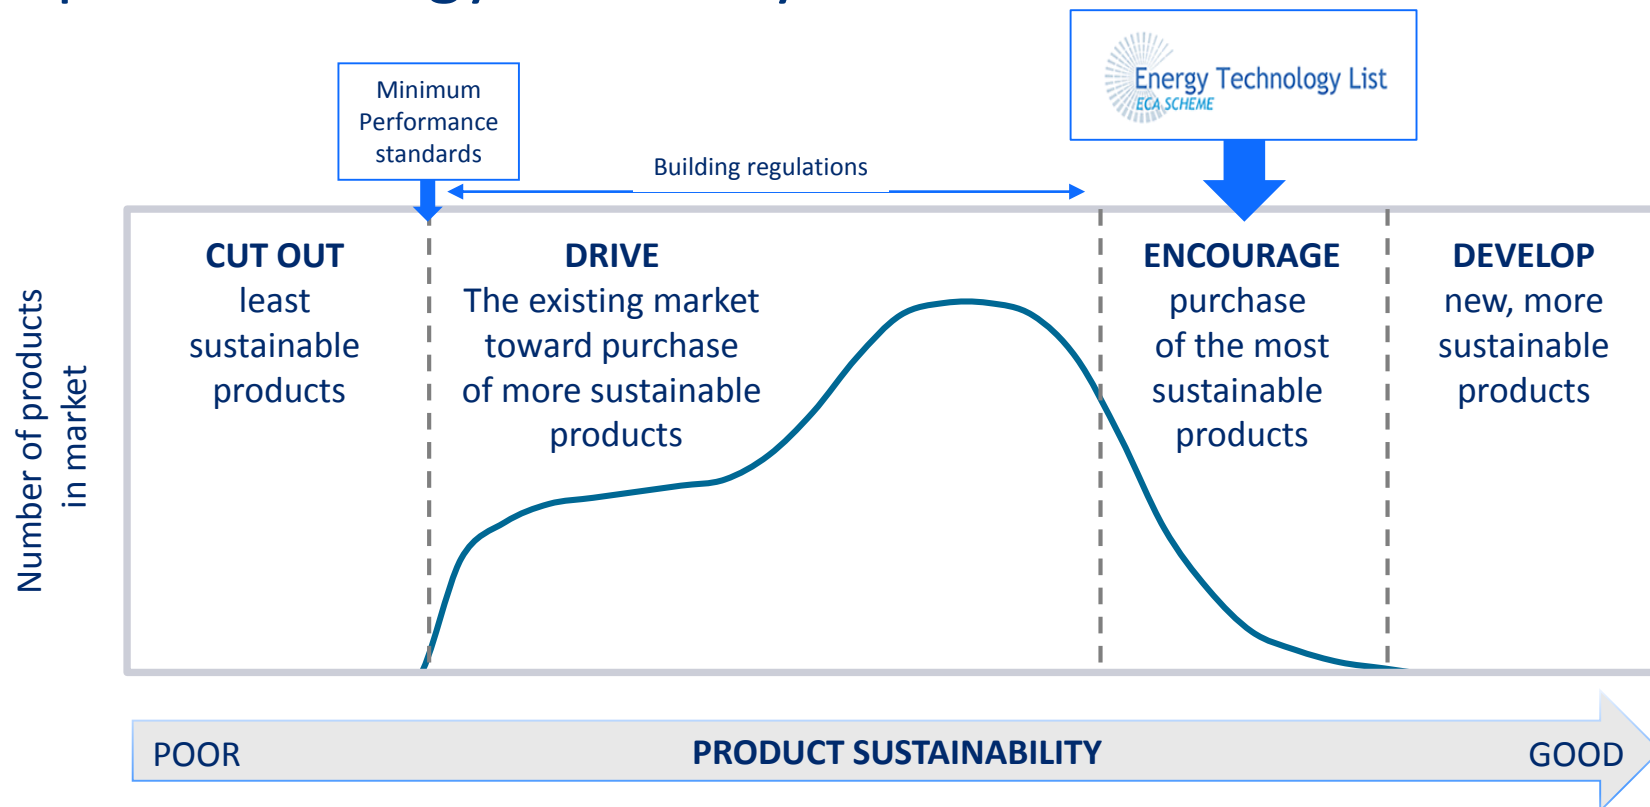 Energy Technology List
ECA SCHEME
Minimum
Performance
standards
Building regulations
CUT OUT
least
sustainable
products
DRIVE
The existing market
toward purchase
of more sustainable
products
ENCOURAGE
purchase
of the most
sustainable
products
DEVELOP
new, more
sustainable
products
Number of products
in market
POOR
PRODUCT SUSTAINABILITY
GOOD